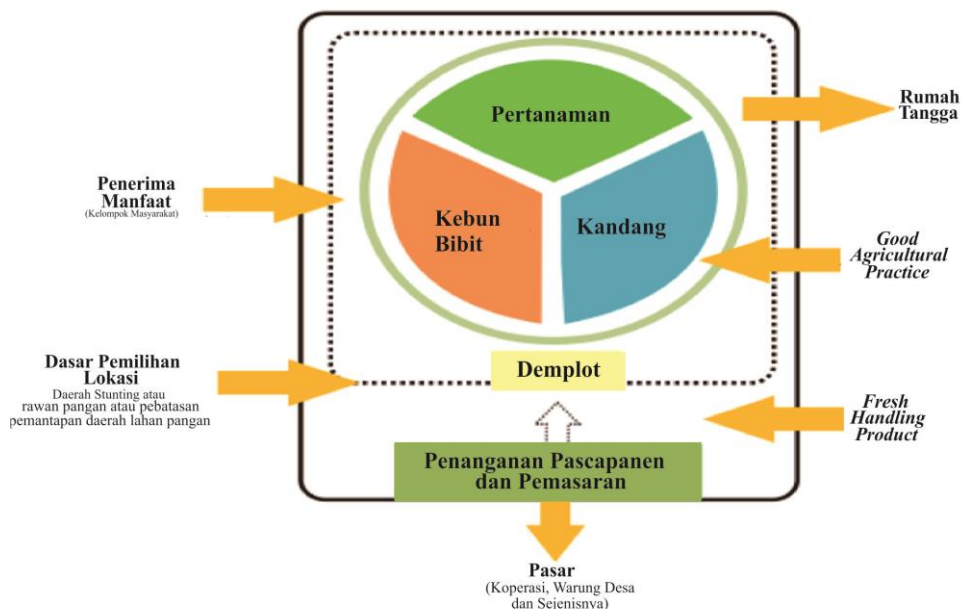 Pertanaman
Rumah
Tangga
Penerima
Manfaat
(Kelompok Masyarakat)
Kebun
Bibit
Kandang
Good
Agricultural
Practice
Dasar Pemilihan
Lokasi
Daerah Stunting atau
rawan pangan atau pebatasan
pemantapan daerah lahan pangan
Demplot
Fresh
Handling
Product
Penanganan Pascapanen
dan Pemasaran
Pasar
(Koperasi, Warung Desa
dan Sejenisnya)